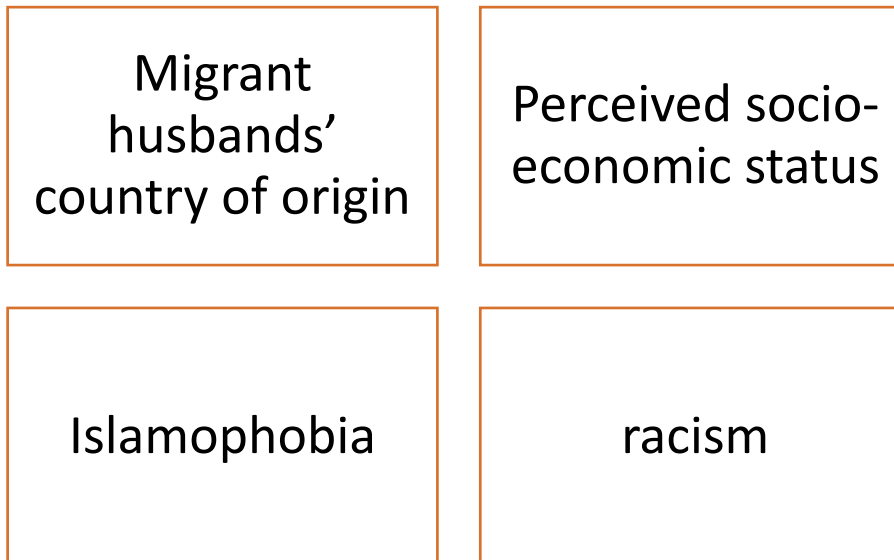 Migrant
husbands’
country of origin
Perceived socio-
economic status
Islamophobia
racism